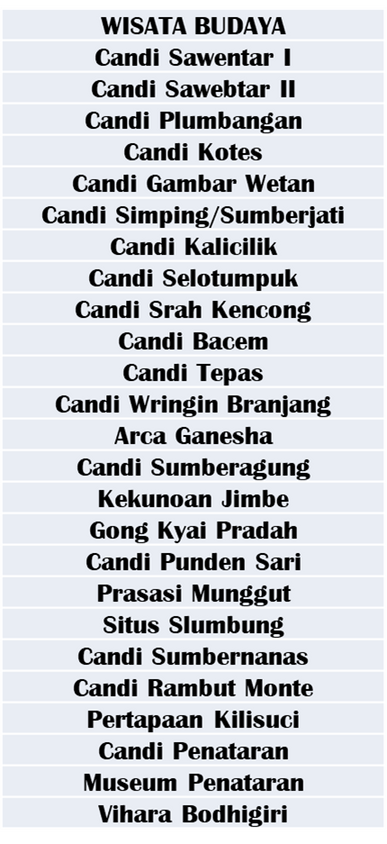 WISATA BUDAYA
Candi Sawentar I
Candi Sawebtar II
Candi Plumbangan
Candi Kotes
Candi Gambar Wetan
Candi Simping/Sumberjati
Candi Kalicilik
Candi Selotumpuk
Candi Srah Kencong
Candi Bacem
Candi Tepas
Candi Wringin Branjang
Arca Ganesha
Candi Sumberagung
Kekunoan Jimbe
Gong Kyai Pradah
Candi Punden Sari
Prasasi Munggut
Situs Slumbung
Candi Sumbernanas
Candi Rambut Monte
Pertapaan Kilisuci
Candi Penataran
Museum Penataran
Vihara Bodhigiri